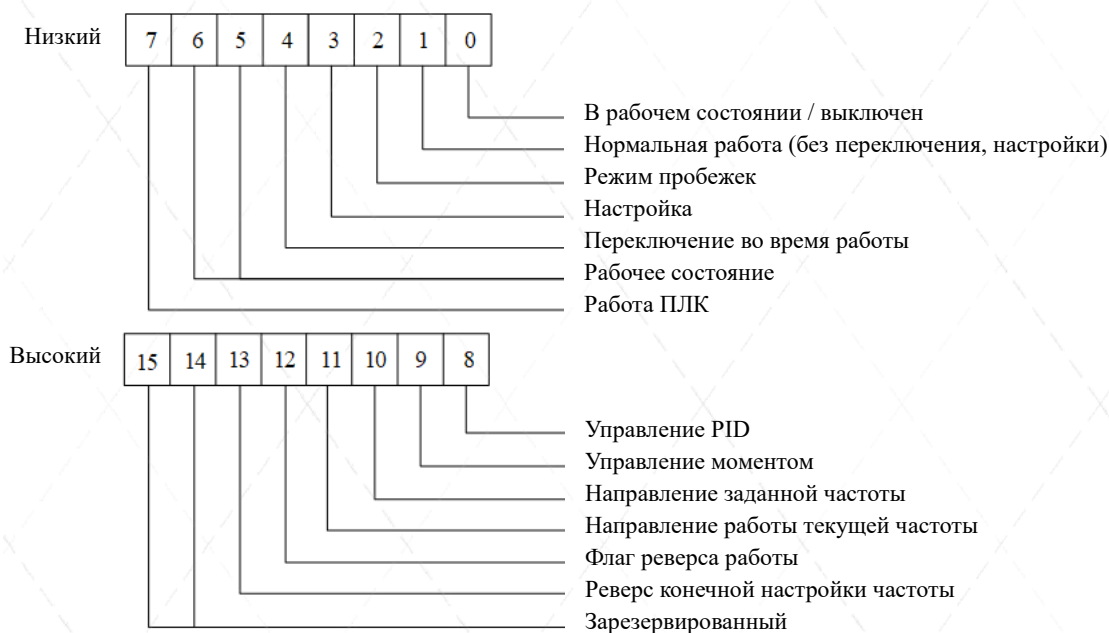 Низкий 7 6 5 4 3 2 1 0
В рабочем состоянии / выключен
Нормальная работа (без переключения, настройки)
Режим пробежек
Настройка
Переключение во время работы
Рабочее состояние
Работа ПЛК
Высокий 15 14 13 12 11 10 9 8
Управление PID
Управление моментом
Направление заданной частоты
Направление работы текущей частоты
Флаг реверса работы
Реверс конечной настройки частоты
Зарезервированный